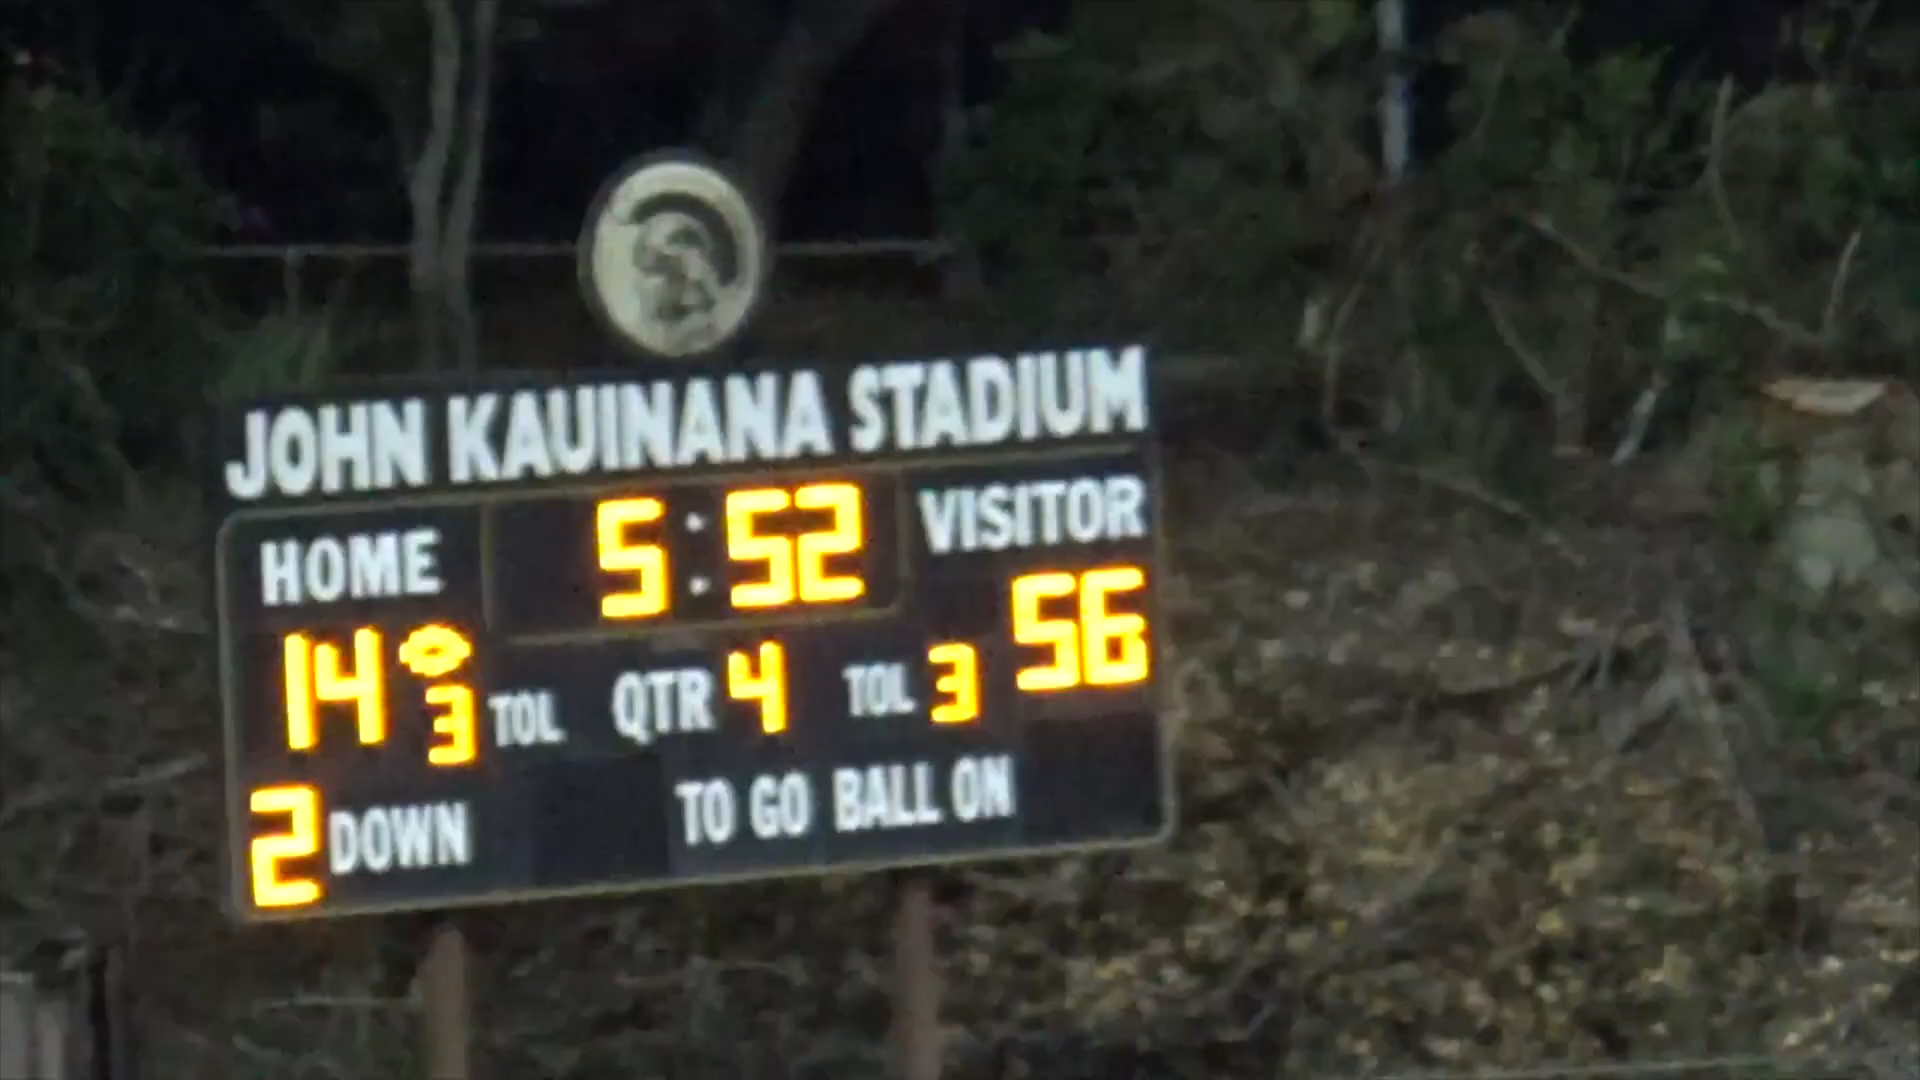 JOHN KAUINANA STADIUM
HOME 5:52 VISITOR
14 3 TOL QTR 4 TOL 3 56
2 DOWN TO GO BALL ON